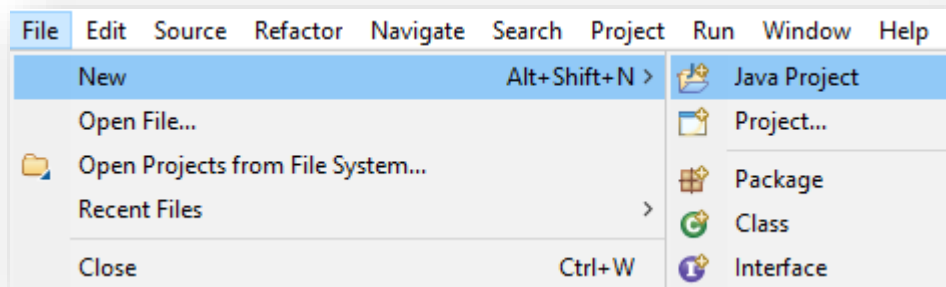 File Edit Source Refactor Navigate Search Project Run Window Help
New Alt+Shift+N > Java Project
Open File... Project...
Open Projects from File System... Package
Recent Files > Class
Close Ctrl+W Interface